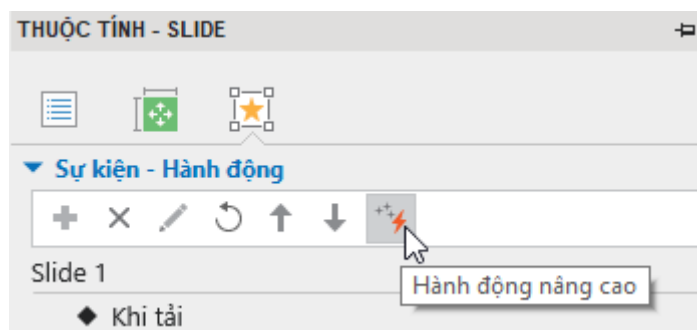 THUỘC TÍNH - SLIDE
Sự kiện - Hành động
Slide 1
Hành động nâng cao
Khi tải